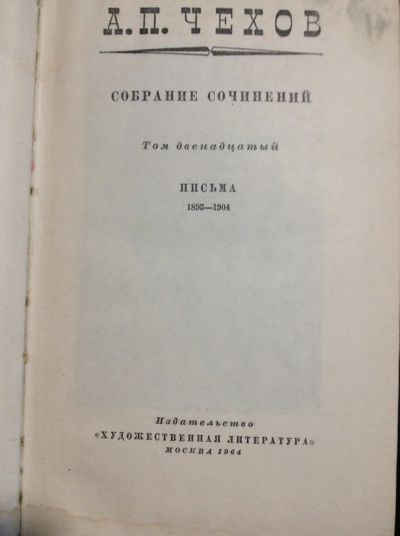 А.П.ЧЕХОВ
СОБРАНИЕ СОЧИНЕНИЙ
Том двенадцатый
ПИСЬМА
1893—1904
Издательство
«ХУДОЖЕСТВЕННАЯ ЛИТЕРАТУРА»
МОСКВА 1964